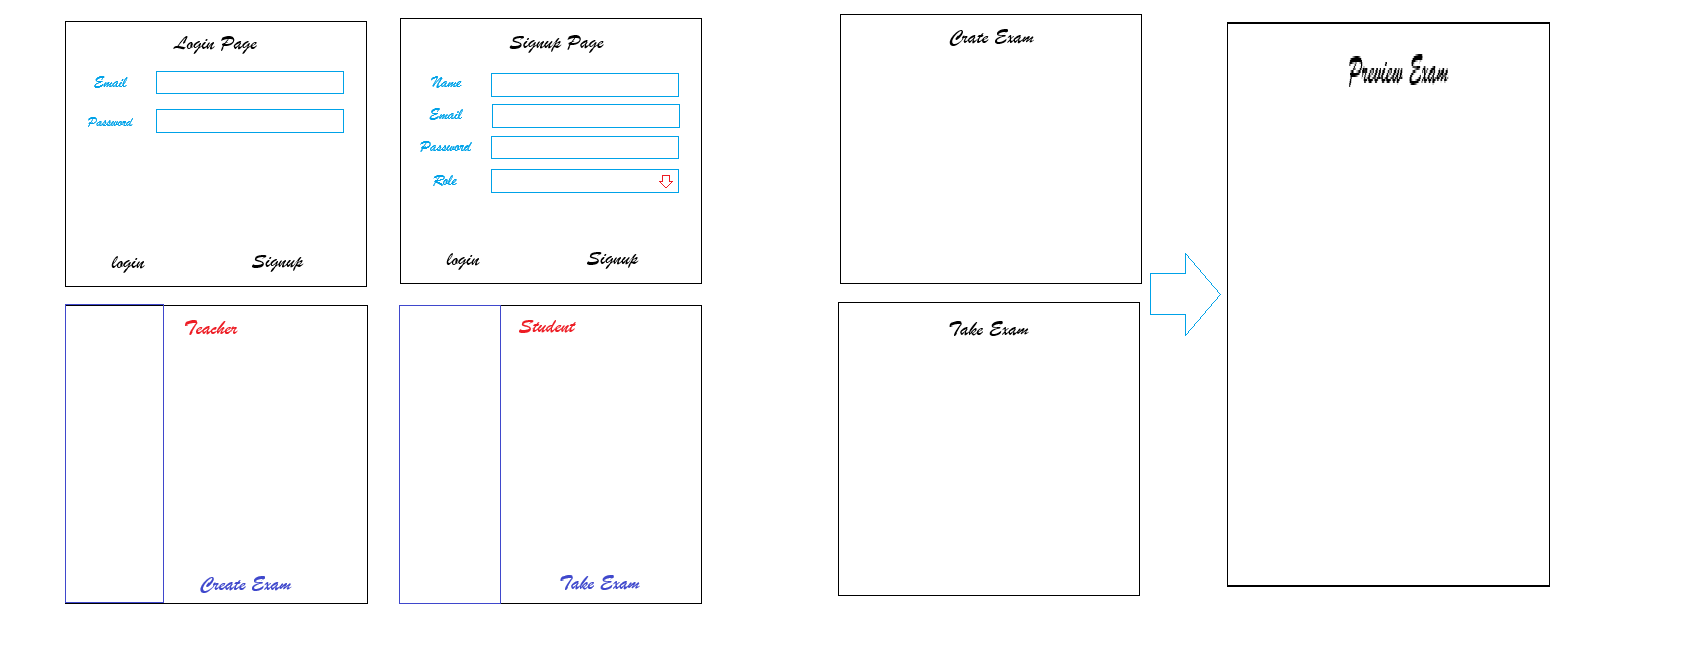 Login Page
Email
Password
login Signup
Signup Page
Name
Email
Password
Role
login Signup
Teacher
Create Exam
Student
Take Exam
Crate Exam
Take Exam
Preview Exam